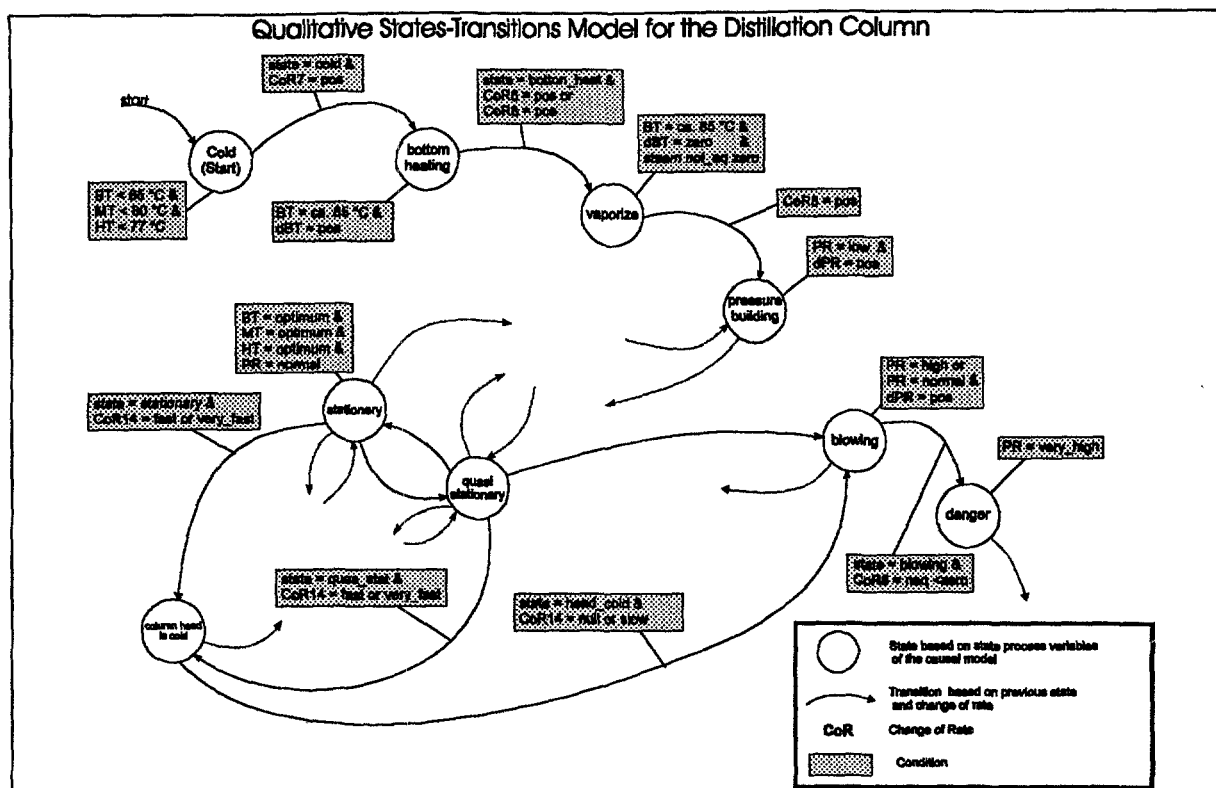 Qualitative States-Transitions Model for the Distillation Column
state = cold &
CoR7 = pos
start
Cold
(Start)
BT < 85 °C &
MT < 80 °C &
HT = 77 °C
bottom
heating
BT = ca. 85 °C &
dBT = pos
state = bottom_heat &
CoR5 = pos or
CoR8 = pos
vaporize
BT = ca. 85 °C &
dBT = zero &
stream not_eq zero
CoR8 = pos
PR = low &
dPR = pos
pressure
building
BT = optimum &
MT = optimum &
HT = optimum &
PR = normal
state = stationary &
CoR14 = fast or very_fast
stationary
quasi
stationary
PR = high or
PR = normal &
dPR = pos
blowing
PR = very_high
danger
state = blowing &
state = quas_stat &
CoR14 = fast or very_fast
column head
is cold
state = head_cold &
CoR14 = null or slow
State based on state process variables
of the causal model
Transition based on previous state
and change of rate
CoR
Change of Rate
Condition